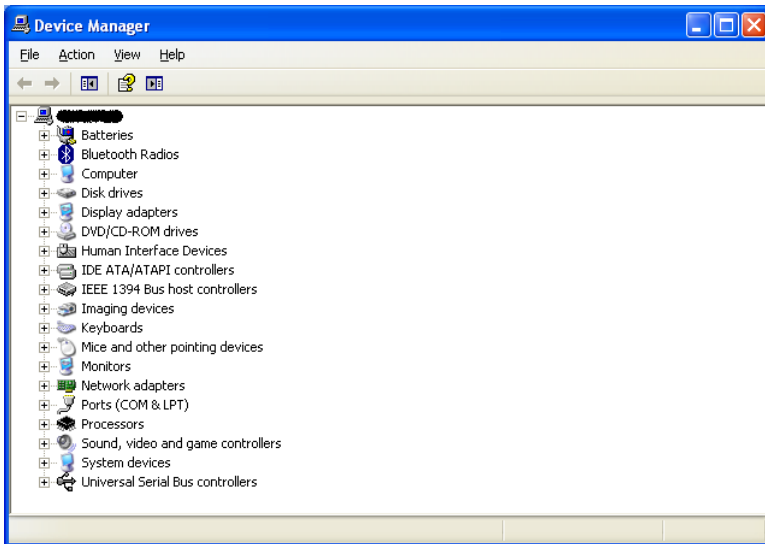 Device Manager
File Action View Help
Batteries
Bluetooth Radios
Computer
Disk drives
Display adapters
DVD/CD-ROM drives
Human Interface Devices
IDE ATA/ATAPI controllers
IEEE 1394 Bus host controllers
Imaging devices
Keyboards
Mice and other pointing devices
Monitors
Network adapters
Ports (COM & LPT)
Processors
Sound, video and game controllers
System devices
Universal Serial Bus controllers